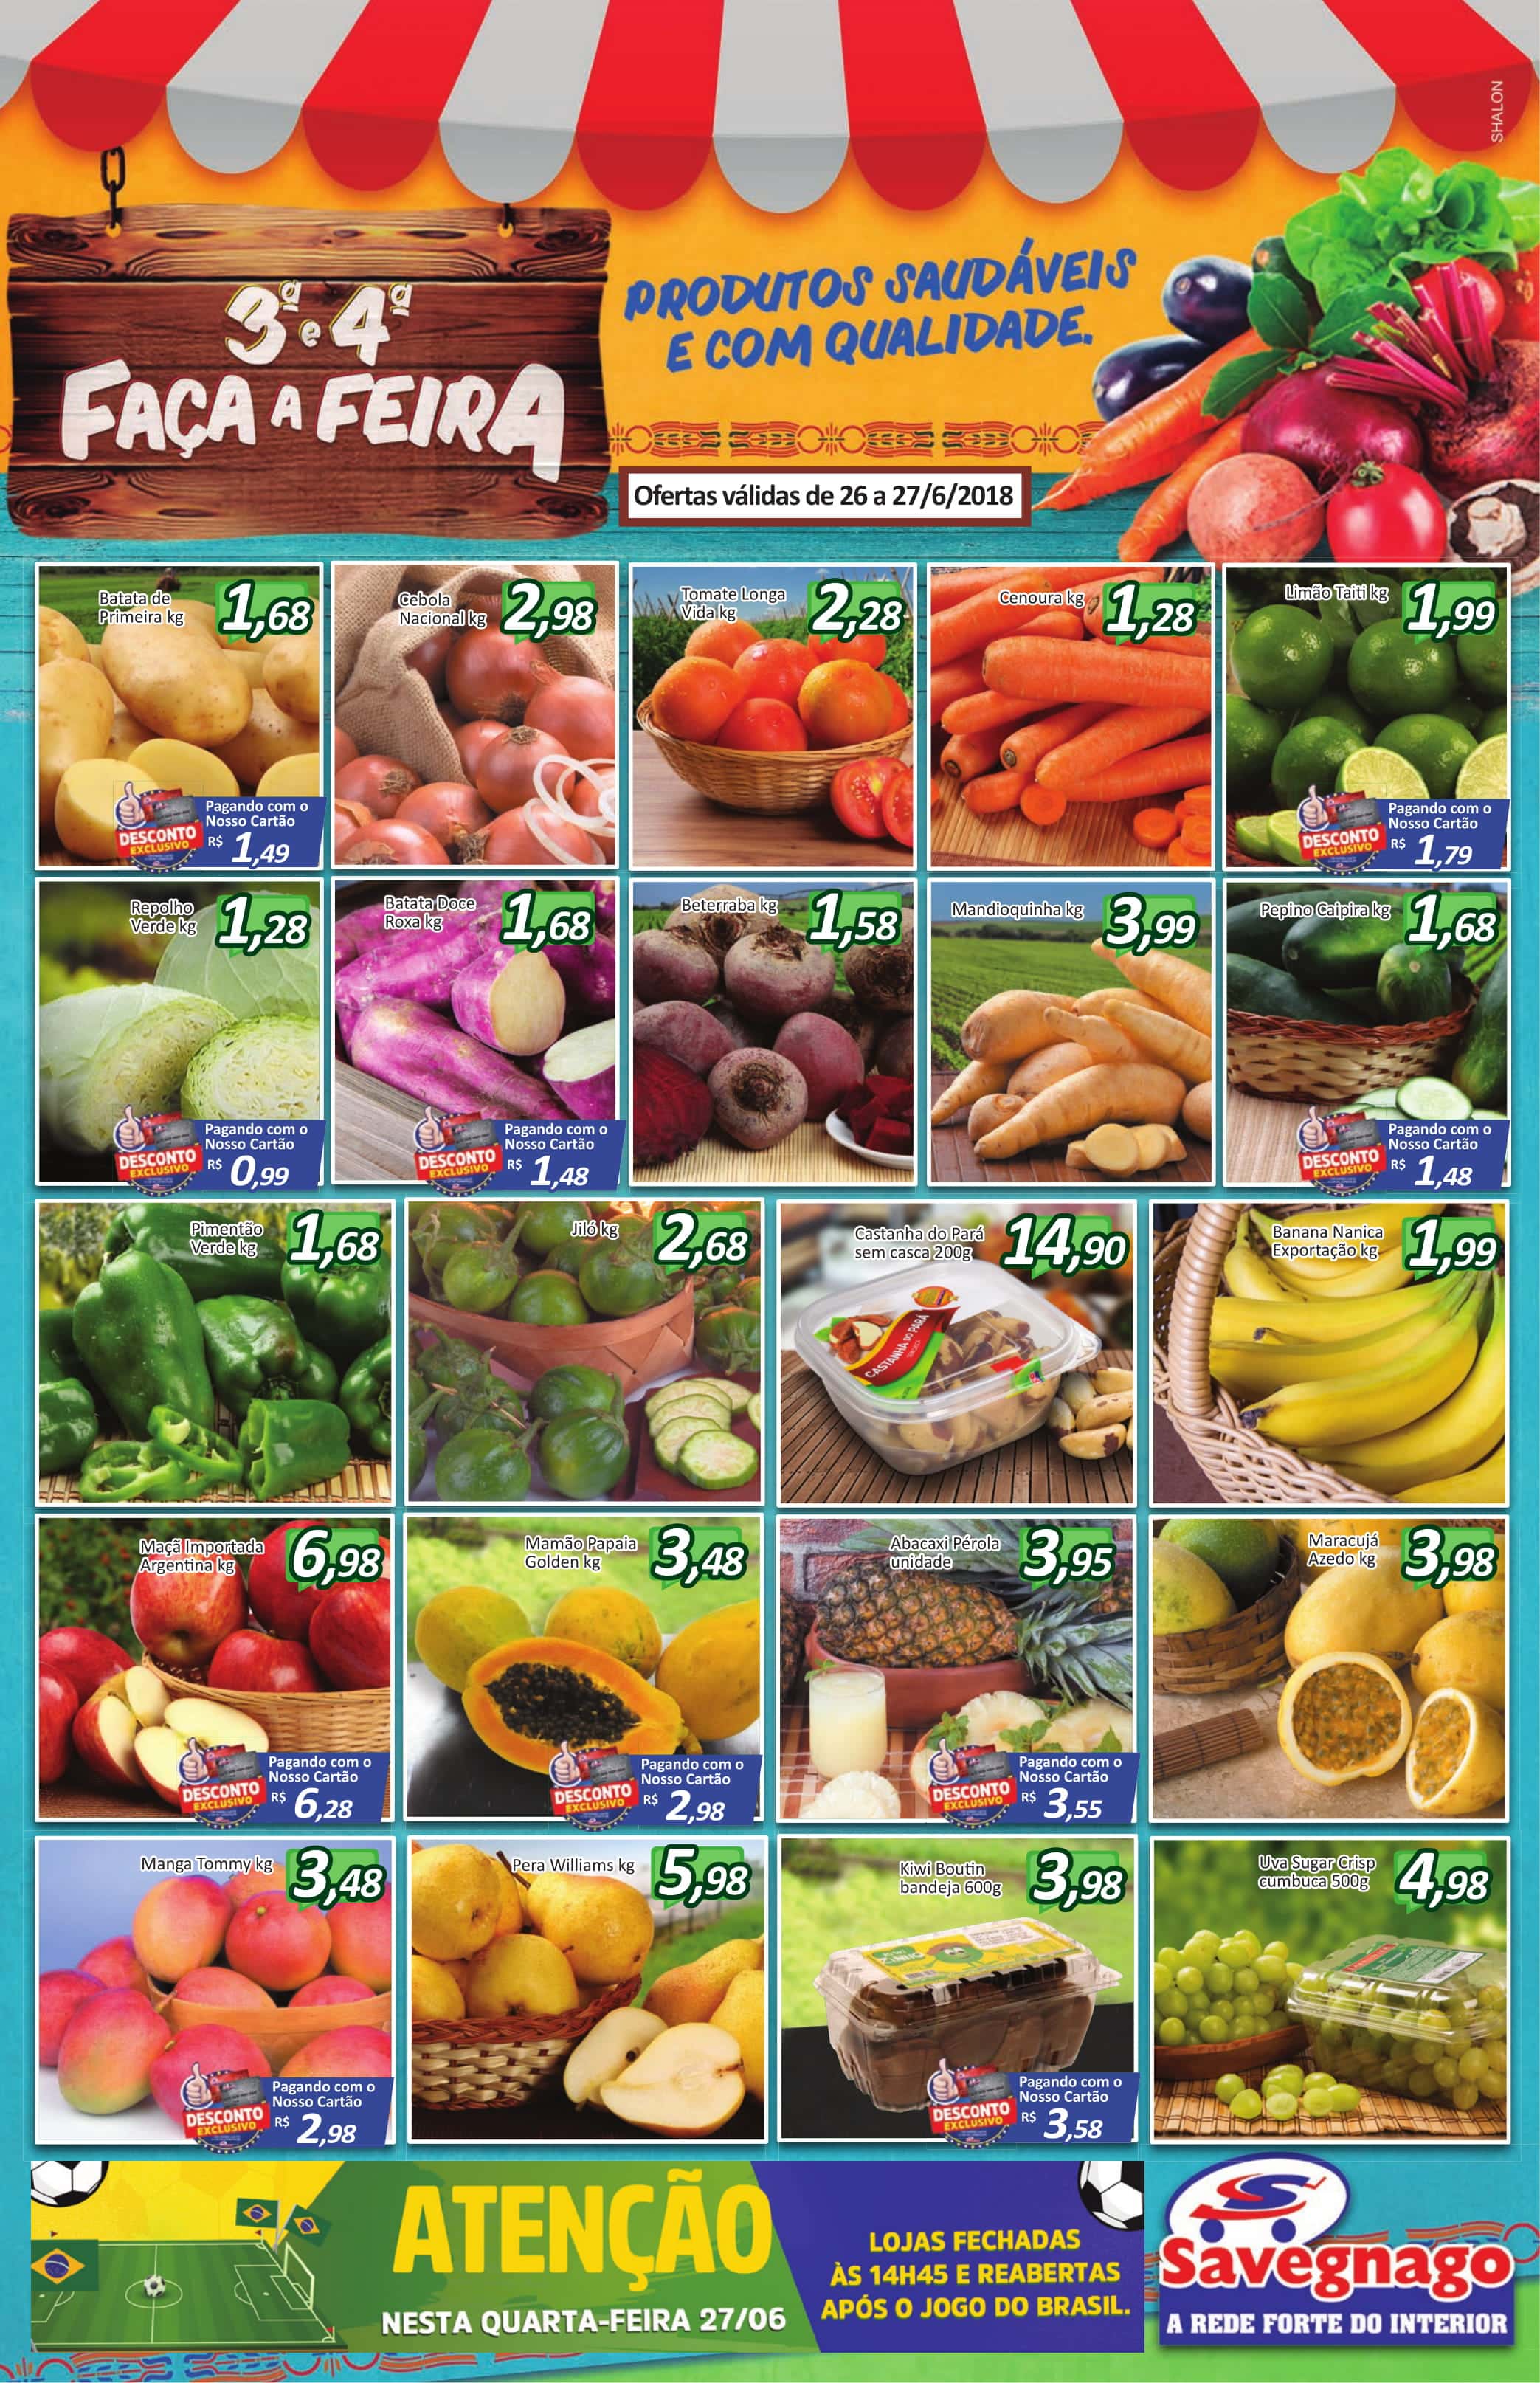 SHALON
3ª e 4ª
FAÇA A FEIRA
PRODUTOS SAUDÁVEIS
E COM QUALIDADE.
Ofertas válidas de 26 a 27/6/2018
Batata de
Primeira kg
1,68
Pagando com o
Nosso Cartão
DESCONTO
EXCLUSIVO
R$ 1,49
Cebola
Nacional kg
2,98
Tomate Longa
Vida kg
2,28
Cenoura kg
1,28
Limão Taiti kg
1,99
Pagando com o
Nosso Cartão
DESCONTO
EXCLUSIVO
R$ 1,79
Repolho
Verde kg
1,28
Pagando com o
Nosso Cartão
DESCONTO
EXCLUSIVO
R$ 0,99
Batata Doce
Roxa kg
1,68
Pagando com o
Nosso Cartão
DESCONTO
EXCLUSIVO
R$ 1,48
Beterraba kg
1,58
Mandioquinha kg
3,99
Pepino Caipira kg
1,68
Pagando com o
Nosso Cartão
DESCONTO
EXCLUSIVO
R$ 1,48
Pimentão
Verde kg
1,68
Jiló kg
2,68
Castanha do Pará
sem casca 200g
14,90
CASTANHA DO PARÁ
Banana Nanica
Exportação kg
1,99
Maçã Importada
Argentina kg
6,98
Pagando com o
Nosso Cartão
DESCONTO
EXCLUSIVO
R$ 6,28
Mamão Papaia
Golden kg
3,48
Pagando com o
Nosso Cartão
DESCONTO
EXCLUSIVO
R$ 2,98
Abacaxi Pérola
unidade
3,95
Pagando com o
Nosso Cartão
DESCONTO
EXCLUSIVO
R$ 3,55
Maracujá
Azedo kg
3,98
Manga Tommy kg
3,48
Pagando com o
Nosso Cartão
DESCONTO
EXCLUSIVO
R$ 2,98
Pera Williams kg
5,98
Kiwi Boutin
bandeja 600g
3,98
Pagando com o
Nosso Cartão
DESCONTO
EXCLUSIVO
R$ 3,58
Uva Sugar Crisp
cumbuca 500g
4,98
ATENÇÃO
NESTA QUARTA-FEIRA 27/06
LOJAS FECHADAS
ÀS 14H45 E REABERTAS
APÓS O JOGO DO BRASIL.
Savegnago
A REDE FORTE DO INTERIOR